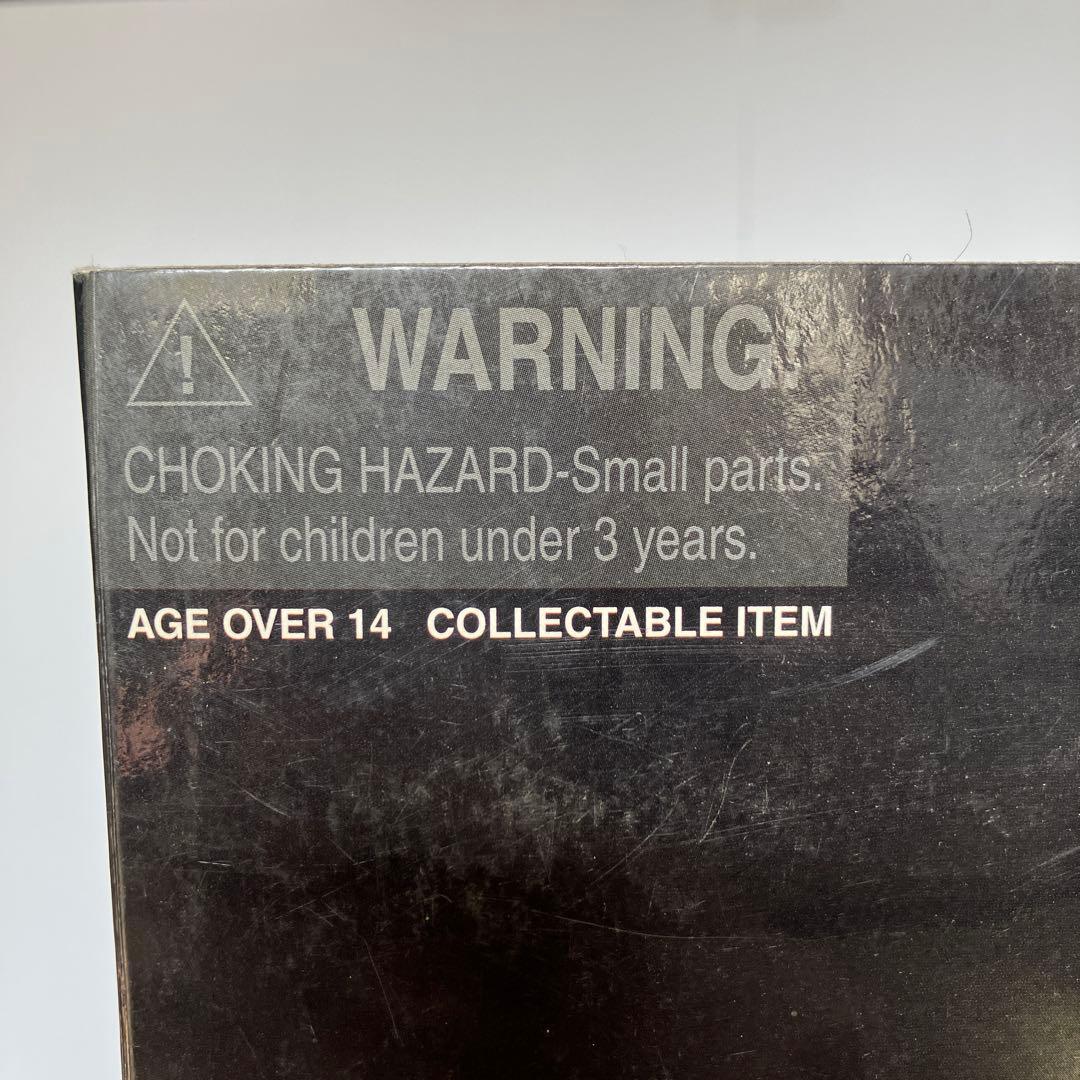 ! WARNING:
CHOKING HAZARD-Small parts.
Not for children under 3 years.
AGE OVER 14 COLLECTABLE ITEM